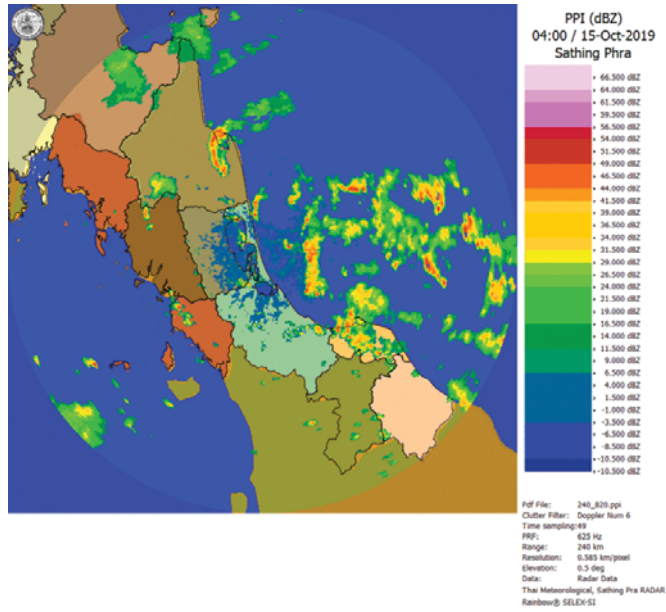 PPI (dBZ)
04:00 / 15-Oct-2019
Sathing Phra
66.500 dBZ
64.000 dBZ
61.500 dBZ
59.500 dBZ
56.500 dBZ
54.000 dBZ
51.500 dBZ
49.000 dBZ
46.500 dBZ
44.000 dBZ
41.500 dBZ
39.000 dBZ
36.500 dBZ
34.000 dBZ
31.500 dBZ
29.000 dBZ
26.500 dBZ
24.000 dBZ
21.500 dBZ
19.000 dBZ
16.500 dBZ
14.000 dBZ
11.500 dBZ
9.000 dBZ
6.500 dBZ
4.000 dBZ
1.500 dBZ
-1.000 dBZ
-3.500 dBZ
-6.500 dBZ
-8.500 dBZ
-10.500 dBZ
-10.500 dBZ
Pdf File: 240_820.ppi
Clutter Filter: Doppler Num 6
Time sampling:49
PRF: 625 Hz
Range: 240 km
Resolution: 0.585 km/pixel
Elevation: 0.5 deg
Data: Radar Data
Thai Meteorological, Sathing Pra RADAR
Rainbow® SELEX-SI